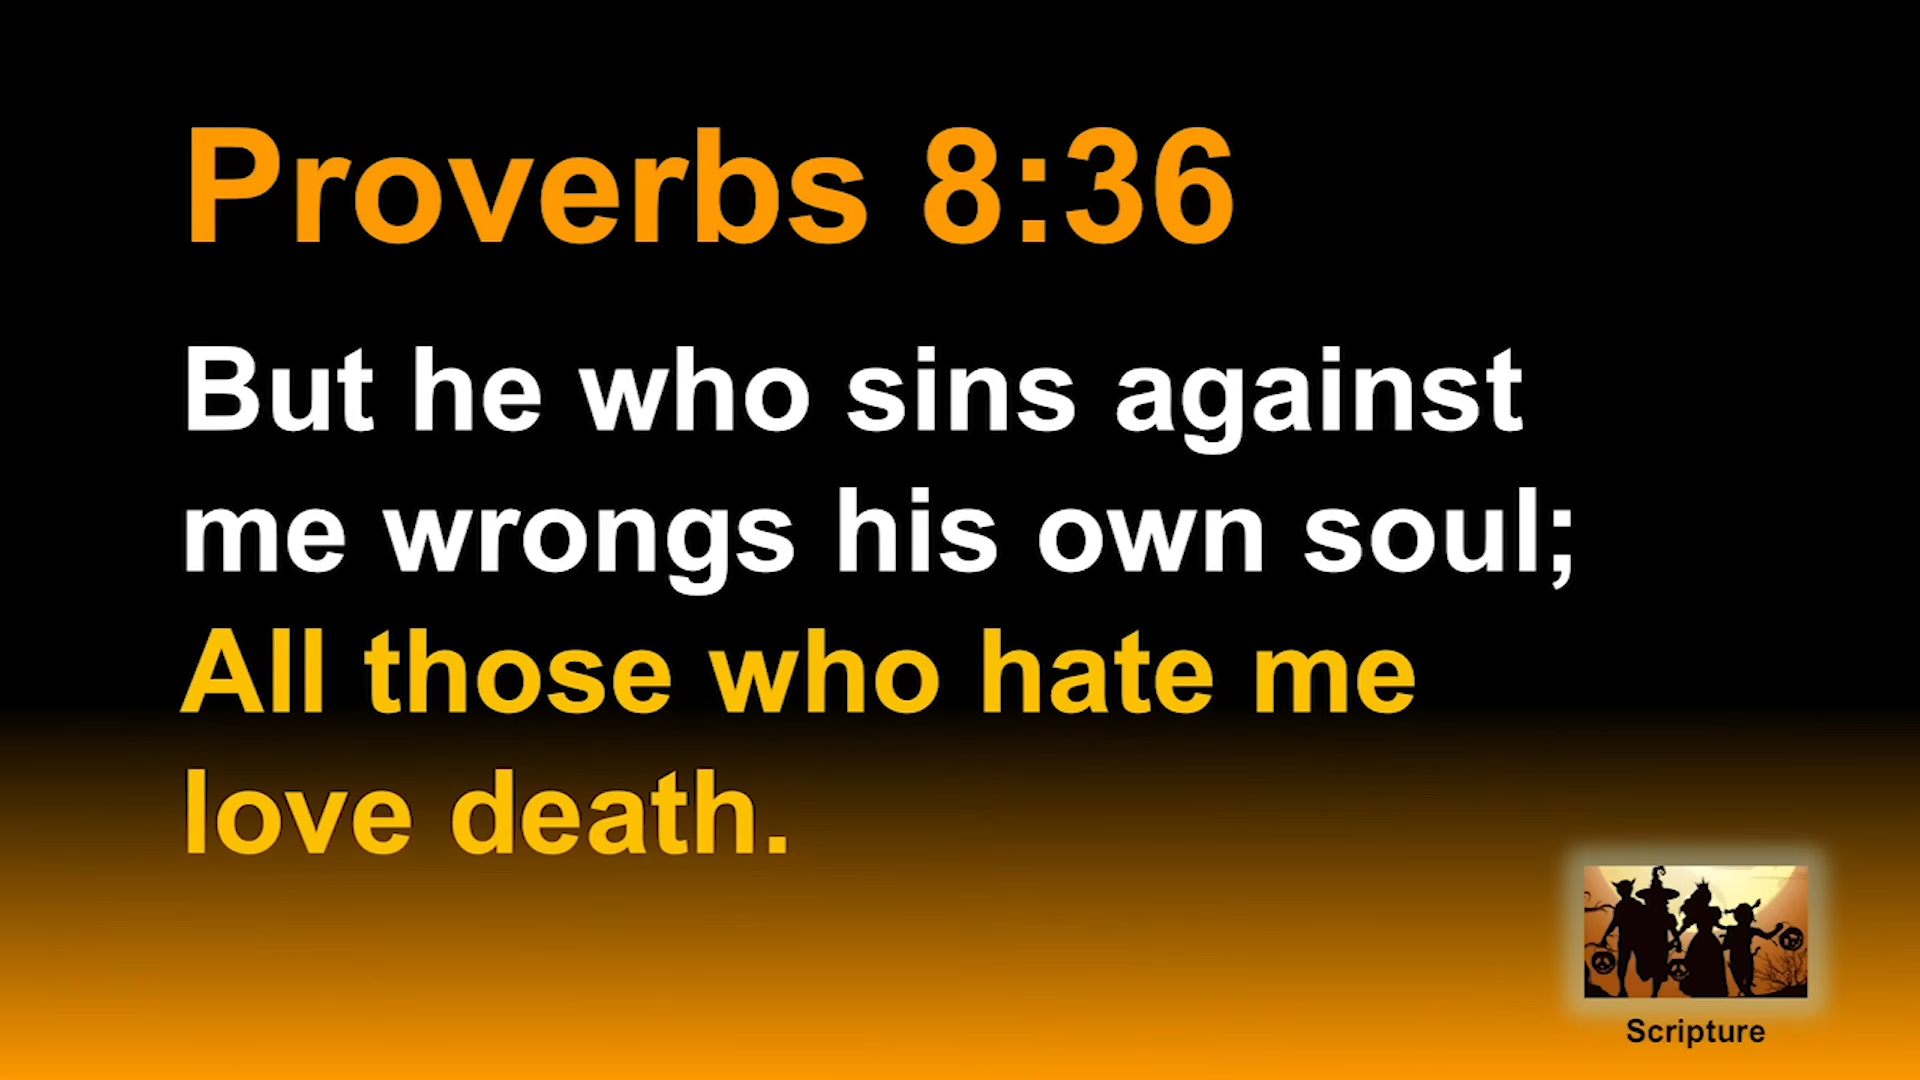 Proverbs 8:36
But he who sins against
me wrongs his own soul;
All those who hate me
love death.
Scripture